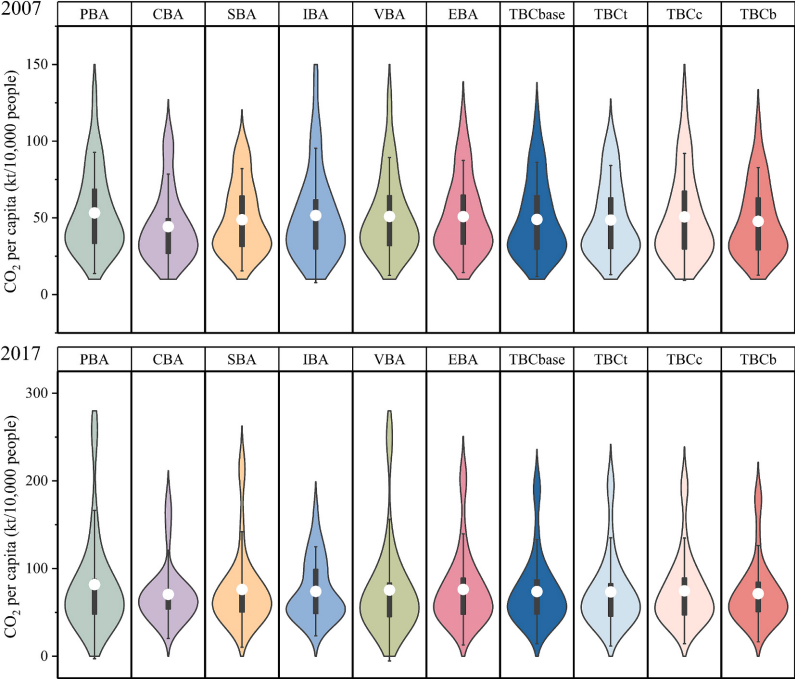 2007
PBA CBA SBA IBA VBA EBA TBCbase TBCt TBCc TBCb
CO2 per capita (kt/10,000 people)
150
100
50
0
2017
PBA CBA SBA IBA VBA EBA TBCbase TBCt TBCc TBCb
CO2 per capita (kt/10,000 people)
300
200
100
0